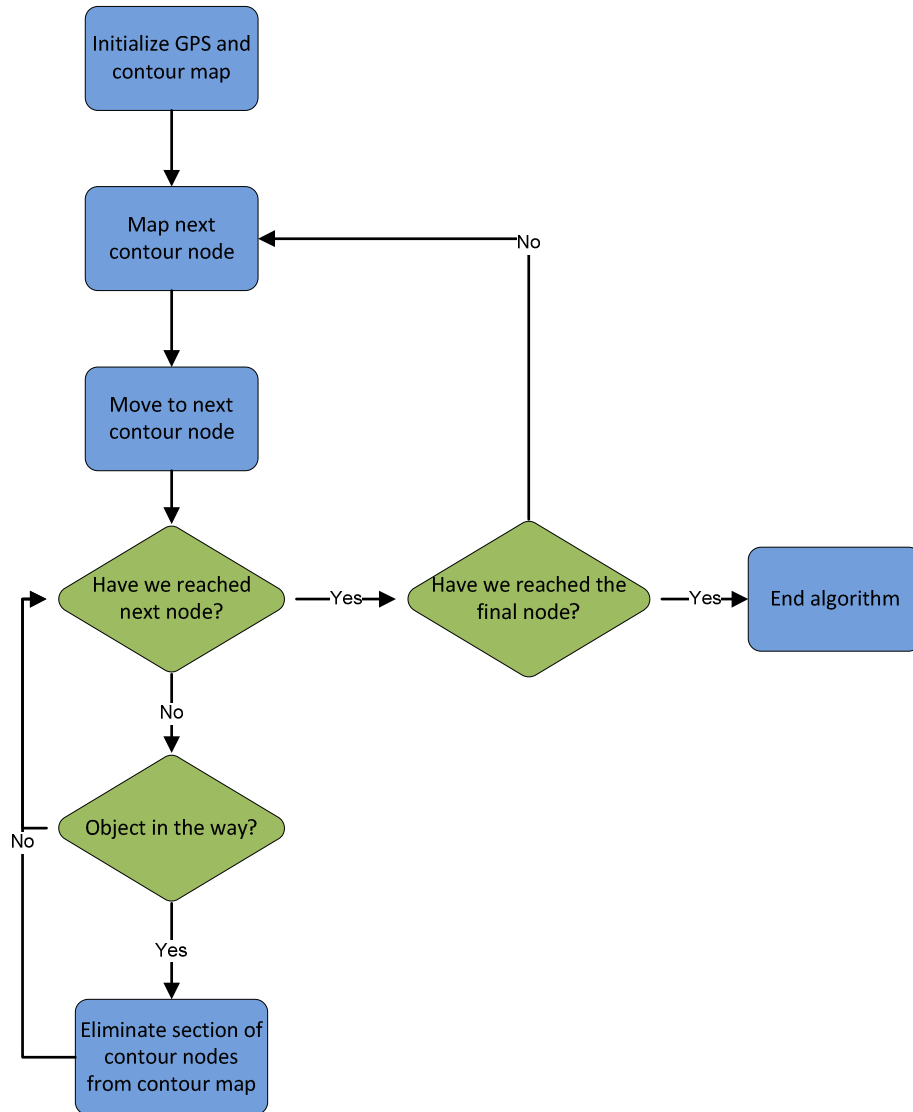 Initialize GPS and
contour map
Map next
contour node
No
Move to next
contour node
Have we reached
next node?
Yes
Have we reached the
final node?
Yes
End algorithm
No
Object in the way?
No
Yes
Eliminate section of
contour nodes
from contour map